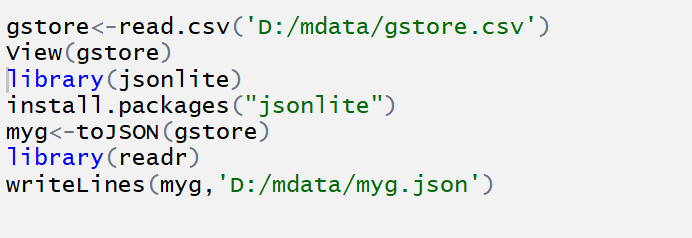 gstore<-read.csv('D:/mdata/gstore.csv')
View(gstore)
library(jsonlite)
install.packages("jsonlite")
myg<-toJSON(gstore)
library(readr)
writeLines(myg,'D:/mdata/myg.json')